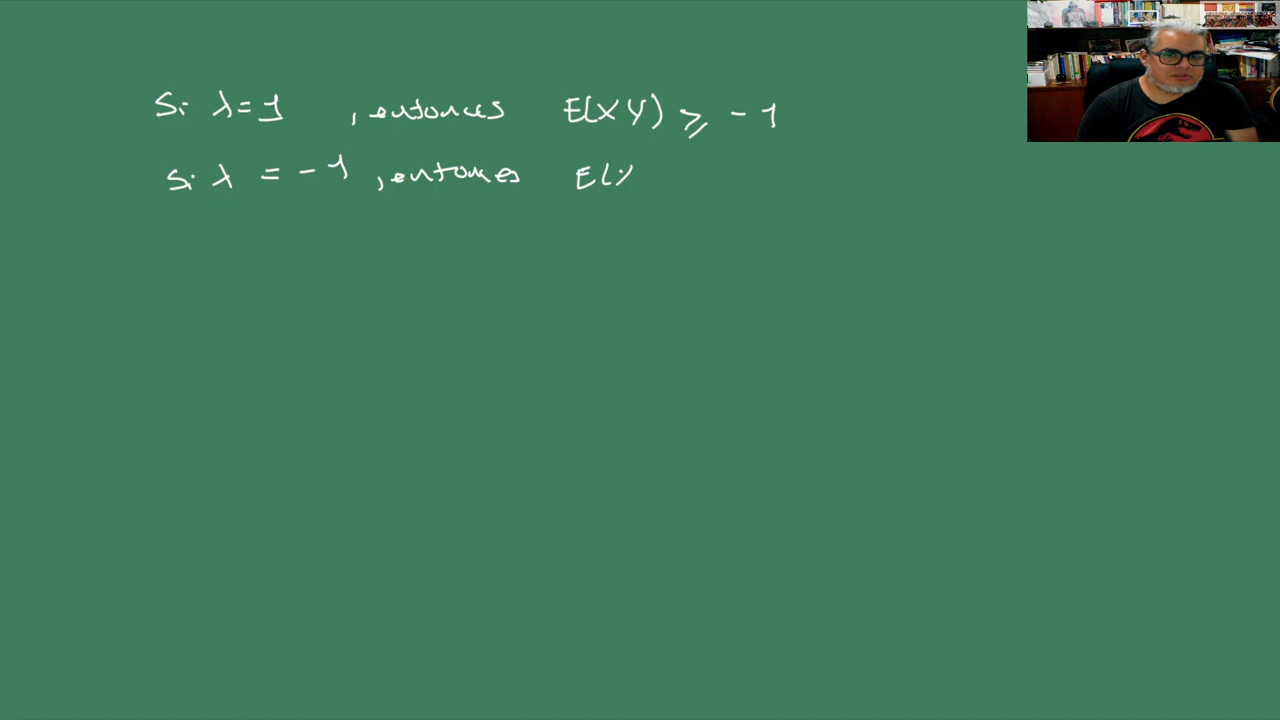 Si λ=1 , entonces E(XY) ⩾ -1
Si λ = -1 , entonces E(X